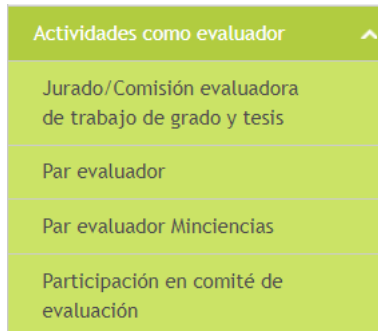 Actividades como evaluador
Jurado/Comisión evaluadora
de trabajo de grado y tesis
Par evaluador
Par evaluador Minciencias
Participación en comité de
evaluación